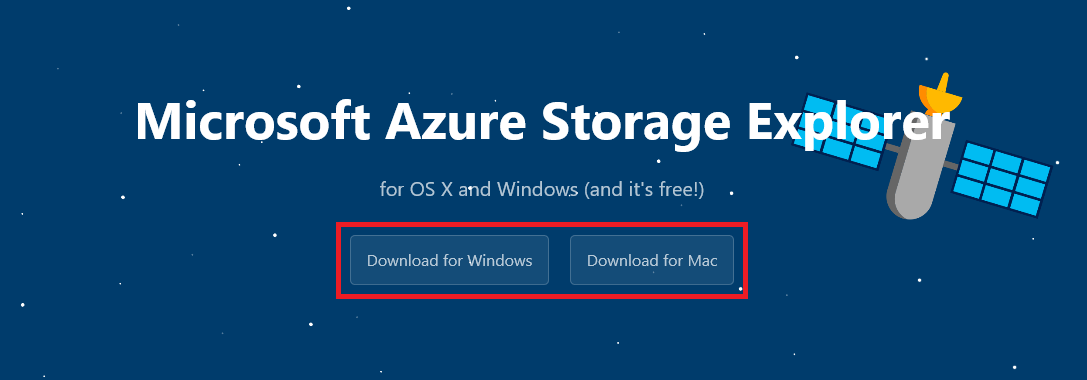 Microsoft Azure Storage Explorer
for OS X and Windows (and it's free!)
Download for Windows
Download for Mac